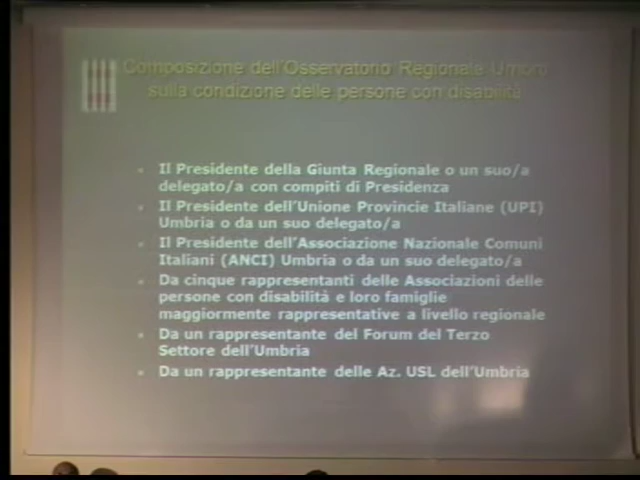 Composizione dell'Osservatorio Regionale Umbro
sulla condizione delle persone con disabilità
Il Presidente della Giunta Regionale o un suo/a
delegato/a con compiti di Presidenza
Il Presidente dell'Unione Provincie Italiane (UPI)
Umbria o da un suo delegato/a
Il Presidente dell'Associazione Nazionale Comuni
Italiani (ANCI) Umbria o da un suo delegato/a
Da cinque rappresentanti delle Associazioni delle
persone con disabilità e loro famiglie
maggiormente rappresentative a livello regionale
Da un rappresentante del Forum del Terzo
Settore dell'Umbria
Da un rappresentante delle Az. USL dell'Umbria